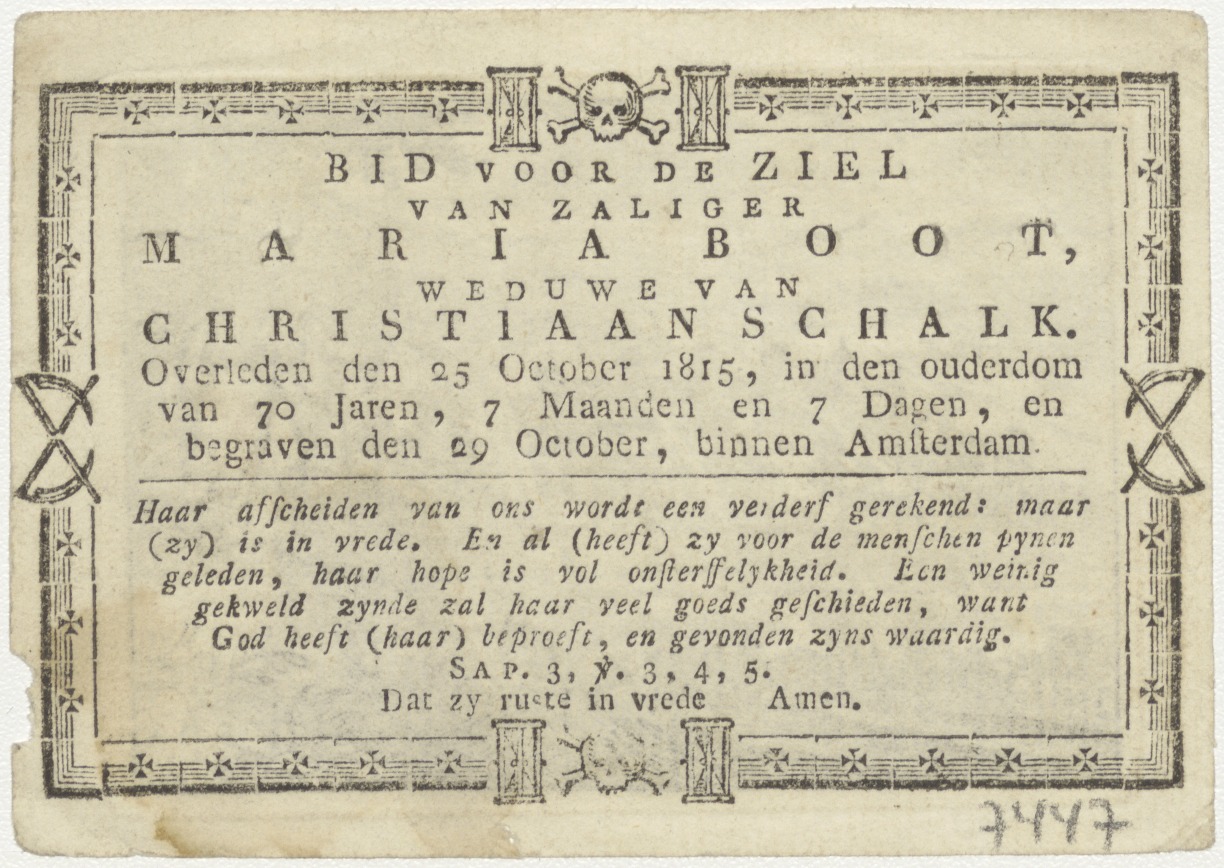 BID VOOR DE ZIEL
VAN ZALIGER
MARIA BOOT,
WEDUWE VAN
CHRISTIAAN SCHALK.
Overleden den 25 October 1815, in den ouderdom
van 70 Jaren, 7 Maanden en 7 Dagen, en
begraven den 29 October, binnen Amſterdam.
Haar afſcheiden van ons wordt een verderf gerekend: maar
(zy) is in vrede. En al (heeft) zy voor de menſchen pynen
geleden, haar hope is vol onſterffelykheid. Een weinig
gekweld zynde zal haar veel goeds geſchieden, want
God heeft (haar) beproeft, en gevonden zyns waardig.
SAP. 3, ℣. 3, 4, 5.
Dat zy ruste in vrede Amen.
7447